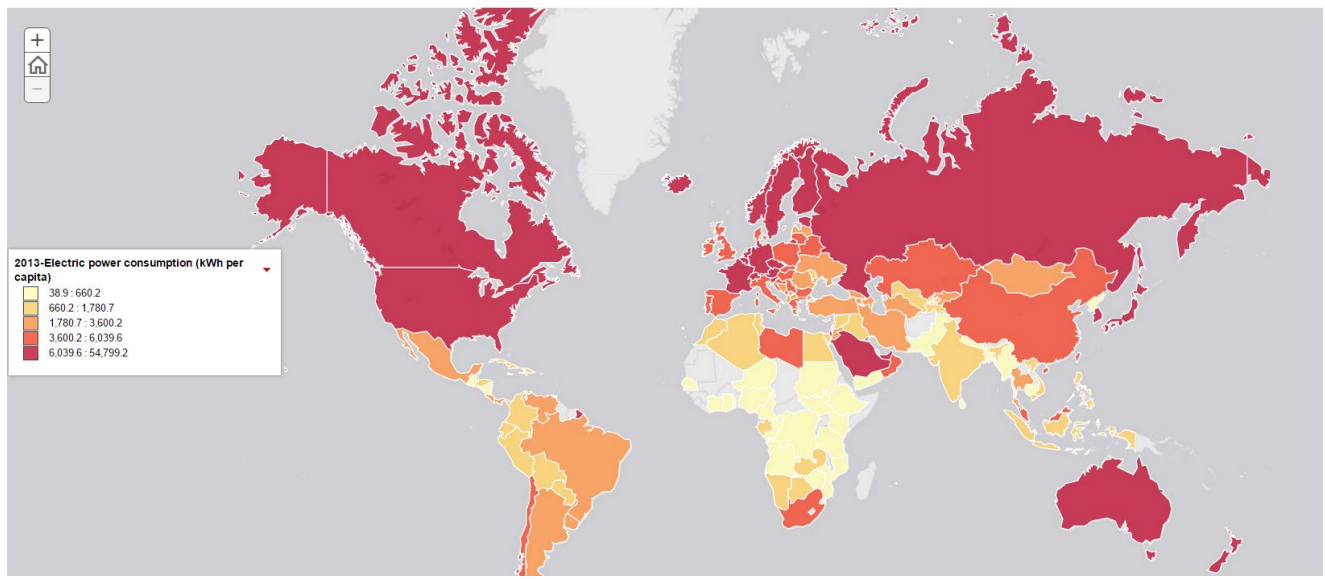 +
−
2013-Electric power consumption (kWh per
capita)
38.9 : 660.2
660.2 : 1,780.7
1,780.7 : 3,600.2
3,600.2 : 6,039.6
6,039.6 : 54,799.2